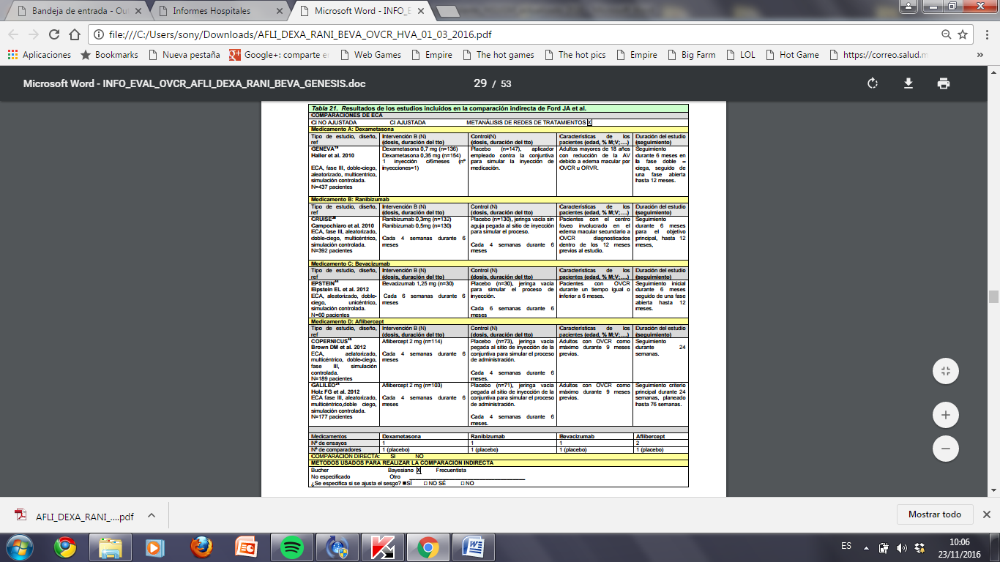 Bandeja de entrada - Ou
Informes Hospitales
Microsoft Word - INFO_E
file:///C:/Users/sony/Downloads/AFLI_DEXA_RANI_BEVA_OVCR_HVA_01_03_2016.pdf
Aplicaciones Bookmarks Nueva pestaña Google+: comparte e Web Games Empire The hot games The hot pics Empire Big Farm LOL Hot Game https://correo.salud.m »
Microsoft Word - INFO_EVAL_OVCR_AFLI_DEXA_RANI_BEVA_GENESIS.doc
29 / 53
Tabla 21. Resultados de los estudios incluidos en la comparación indirecta de Ford JA et al.
COMPARACIONES DE ECA
CI NO AJUSTADA CI AJUSTADA METANÁLISIS DE REDES DE TRATAMIENTOS X
Medicamento A: Dexametasona
Tipo de estudio, diseño,
ref
Intervención B (N)
(dosis, duración del tto)
Control(N)
(dosis, duración del tto)
Características de los
pacientes (edad, % M;V;....)
Duración del estudio
(seguimiento)
GENEVA
Haller et al. 2010
ECA, fase III, doble-ciego,
aleatorizado, multicentrico,
simulación controlada.
N=437 pacientes
Dexametasona 0,7 mg (n=136)
Dexametasona 0,35 mg (n=154)
1 inyección c/6meses (nº
inyecciones=1)
Placebo (n=147), aplicador
empleado contra la conjuntiva
para simular la inyección de
medicación.
Adultos mayores de 18 años
con reducción de la AV
debido a edema macular por
OVCR u ORVR.
Seguimiento
durante 6 meses en
la fase doble –
ciega, seguido de
una fase abierta
hasta 12 meses.
Medicamento B: Ranibizumab
Tipo de estudio, diseño,
ref
Intervención B (N)
(dosis, duración del tto)
Control (N)
(dosis, duración del tto)
Características de los
pacientes (edad, % M;V;....)
Duración del estudio
(seguimiento)
CRUISE
Campochiaro et al. 2010
ECA, fase III, aleatorizado,
doble-ciego, multicéntrico,
simulación controlada.
N=392 pacientes
Ranibizumab 0,3mg (n=132)
Ranibizumab 0,5mg (n=130)
Cada 4 semanas durante 6
meses
Placebo (n=130), jeringa vacía sin
aguja pegada al sitio de inyección
para simular el proceso.
Cada 4 semanas durante 6
meses
Pacientes con el centro
foveo involucrado en el
edema macular secundario a
OVCR diagnosticados
dentro de los 12 meses
previos al estudio.
Seguimiento
durante 6 meses
para el objetivo
principal, hasta 12
meses,
Medicamento C: Bevacizumab
Tipo de estudio, diseño,
ref
Intervención B (N)
(dosis, duración del tto)
Control (N)
(dosis, duración del tto)
Características de los
pacientes (edad, % M;V;....)
Duración del estudio
(seguimiento)
EPSTEIN
Eipstein EL et al. 2012
ECA, aleatorizado, doble-
ciego, unicéntrico,
simulación controlada.
N=60 pacientes
Bevacizumab 1,25 mg (n=30)
Cada 6 semanas durante 6
meses
Placebo (n=30), jeringa vacía
para simular el proceso de
inyección.
Cada 6 semanas durante 6
meses
Pacientes con OVCR
durante un tiempo igual o
inferior a 6 meses.
Seguimiento inicial
durante 6 meses
seguido de una fase
abierta hasta 12
meses.
Medicamento D: Aflibercept
Tipo de estudio, diseño,
ref
Intervención B (N)
(dosis, duración del tto)
Control (N)
(dosis, duración del tto)
Características de los
pacientes (edad, % M;V;....)
Duración del estudio
(seguimiento)
COPERNICUS
Brown DM et al. 2012
ECA, aelatorizado,
multicéntrico, doble-ciego,
fase III, simulación
controlada.
N=189 pacientes
Aflibercept 2 mg (n=114)
Cada 4 semanas durante 6
meses
Placebo (n=73), jeringa vacia
pegada al sitio de inyección de la
conjuntiva para simular el proceso
de administración.
Cada 4 semanas durante 6
meses.
Adultos con OVCR como
máximo durante 9 meses
previos.
Seguimiento
durante 24
semanas.
GALILEO
Holz FG et al. 2012
ECA fase III, aleatorizado,
multicéntrico,doble ciego,
simulación controlada.
N=177 pacientes
Aflibercept 2 mg (n=103)
Cada 4 semanas durante 6
meses
Placebo (n=71), jeringa vacía
pegada al sitio de inyección de la
conjuntiva para simular el proceso
de administración.
Cada 4 semanas durante 6
meses.
Adultos con OVCR como
máximo durante 9 meses
previos.
Seguimiento criterio
principal durante 24
semanas, planeado
hasta 76 semanas.
Medicamentos Dexametasona Ranibizumab Bevacizumab Aflibercept
Nº de ensayos 1 1 1 2
Nº de comparadores 1 (placebo) 1 (placebo) 1 (placebo) 1 (placebo)
COMPARACIÓN DIRECTA: SI NO
METODOS USADOS PARA REALIZAR LA COMPARACIÓN INDIRECTA
Bucher Bayesiano X Frecuentista
No especificado Otro
¿Se especifica si se ajusta el sesgo? SÍ NO SÉ NO
AFLI_DEXA_RANI_....pdf
Mostrar todo
ES
10:06
23/11/2016